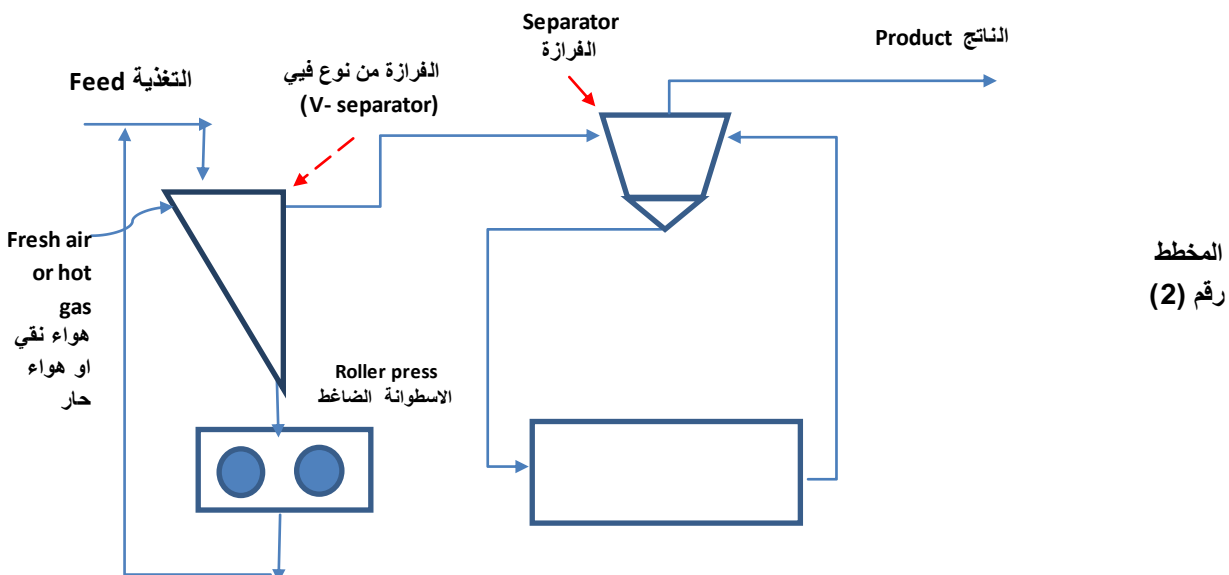 Separator
الفرازة
Product الناتج
الفرازة من نوع فيي
(V- separator)
Feed التغذية
Fresh air
or hot
gas
هواء نقي
او هواء
حار
المخطط
رقم (2)
Roller press
الاسطوانة الضاغط